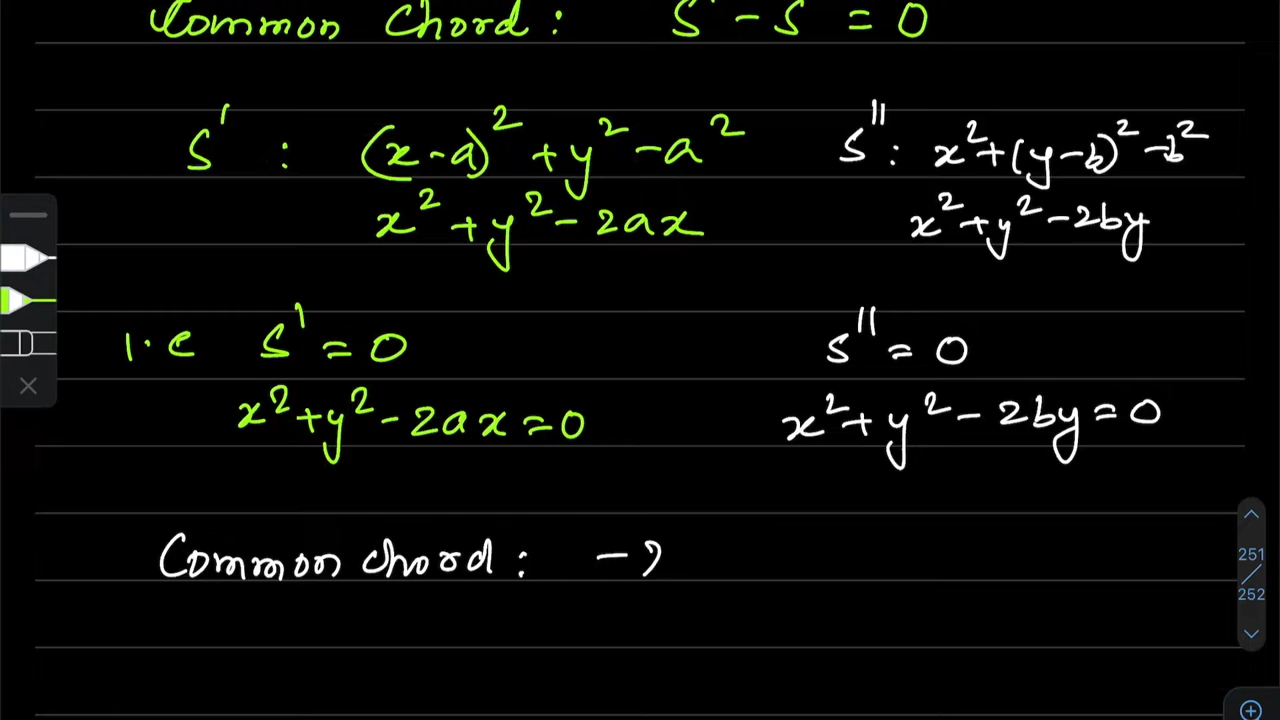 Common Chord: S' - S = 0
S' : (x-a)² + y² - a²
x² + y² - 2ax
S'' : x² + (y-b)² - b²
x² + y² - 2by
i.e S' = 0
x² + y² - 2ax = 0
S'' = 0
x² + y² - 2by = 0
Common chord : -2
251
/
252